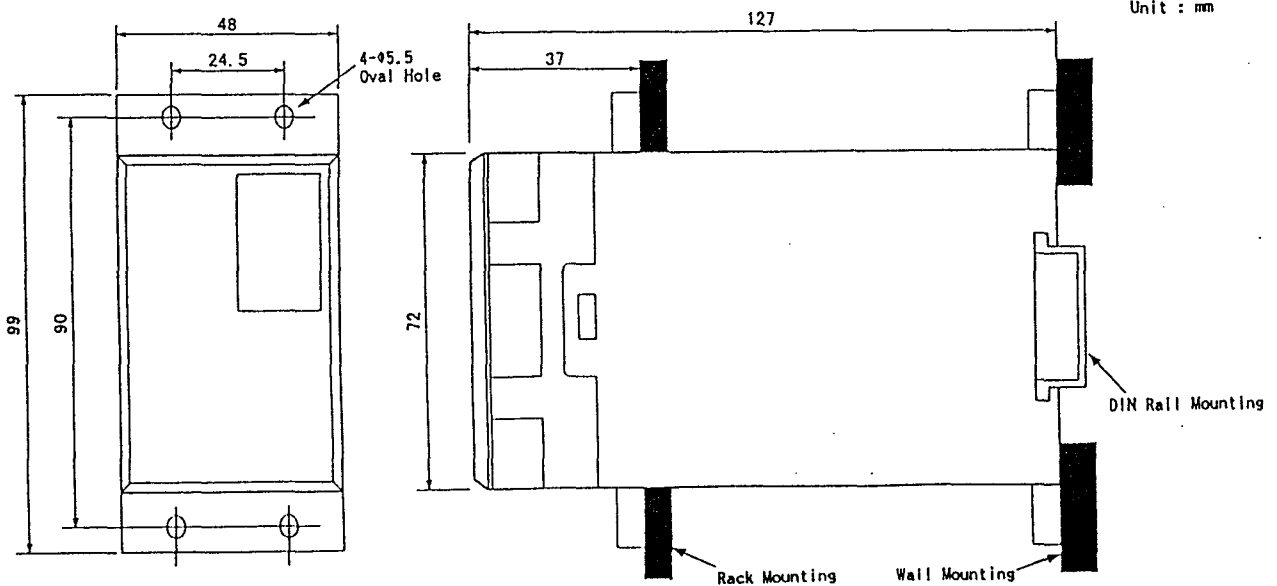 Unit : mm
48
127
24.5
37
4-Φ5.5
Oval Hole
99
90
72
DIN Rail Mounting
Rack Mounting
Wall Mounting